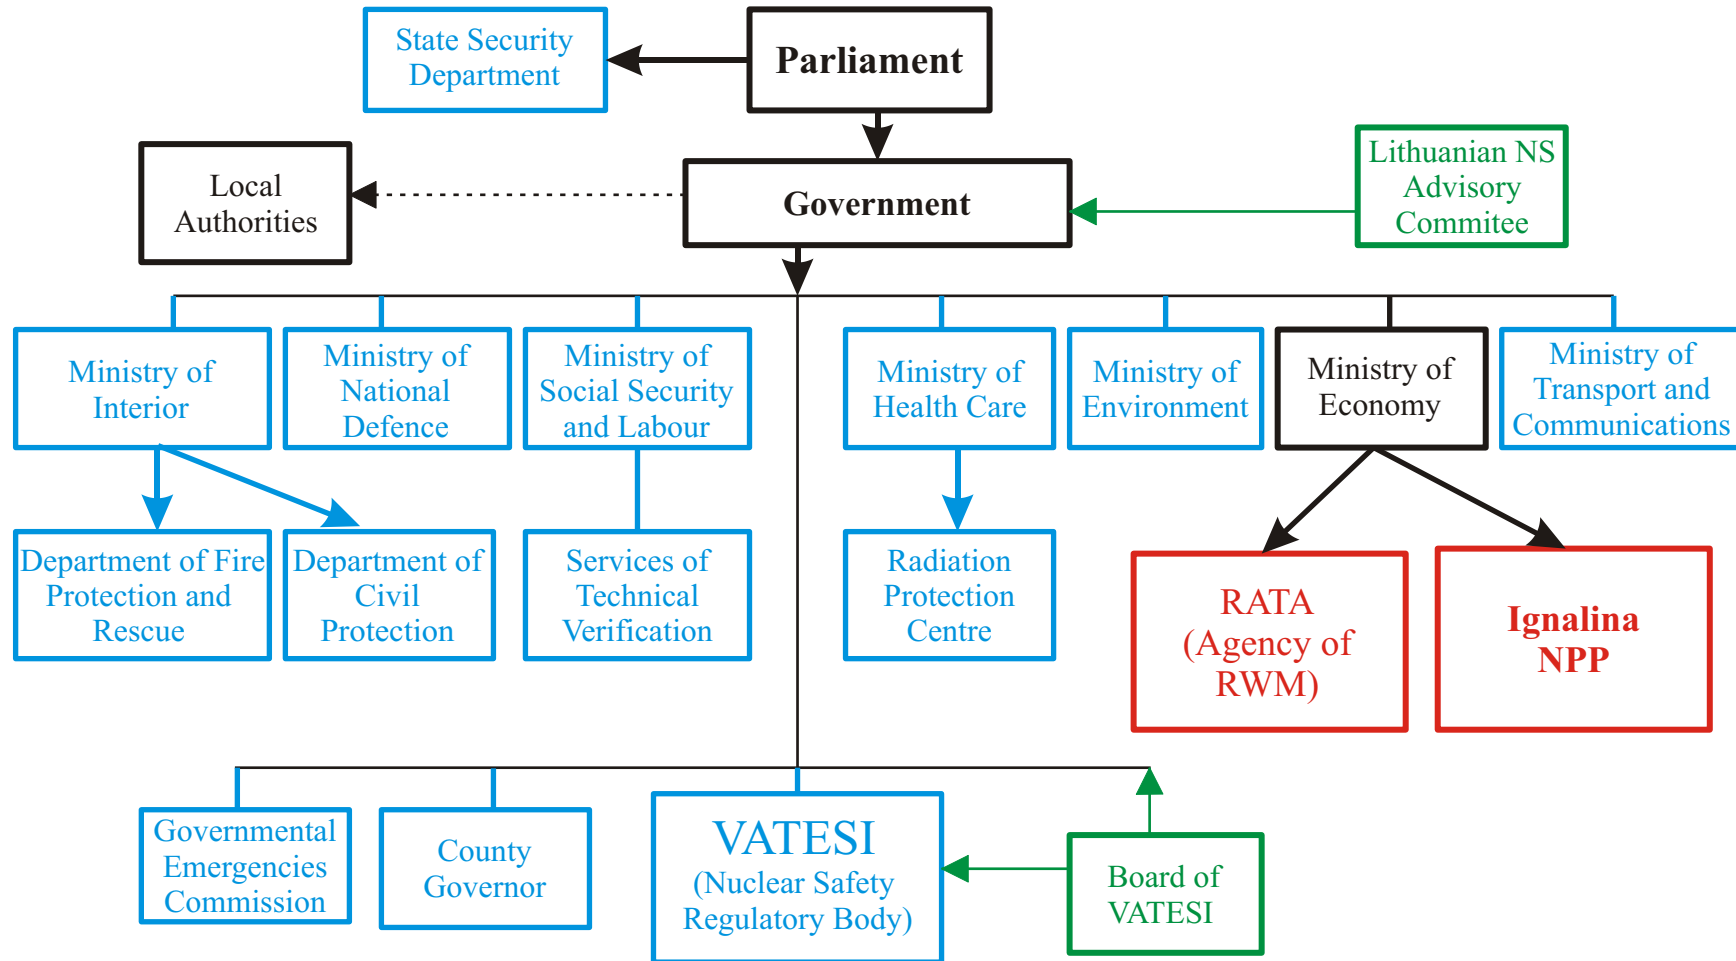 State Security
Department
Parliament
Local
Authorities
Government
Lithuanian NS
Advisory
Commitee
Ministry of
Interior
Ministry of
National
Defence
Ministry of
Social Security
and Labour
Ministry of
Health Care
Ministry of
Environment
Ministry of
Economy
Ministry of
Transport and
Communications
Department of Fire
Protection and
Rescue
Department of
Civil
Protection
Services of
Technical
Verification
Radiation
Protection
Centre
RATA
(Agency of
RWM)
Ignalina
NPP
Governmental
Emergencies
Commission
County
Governor
VATESI
(Nuclear Safety
Regulatory Body)
Board of
VATESI